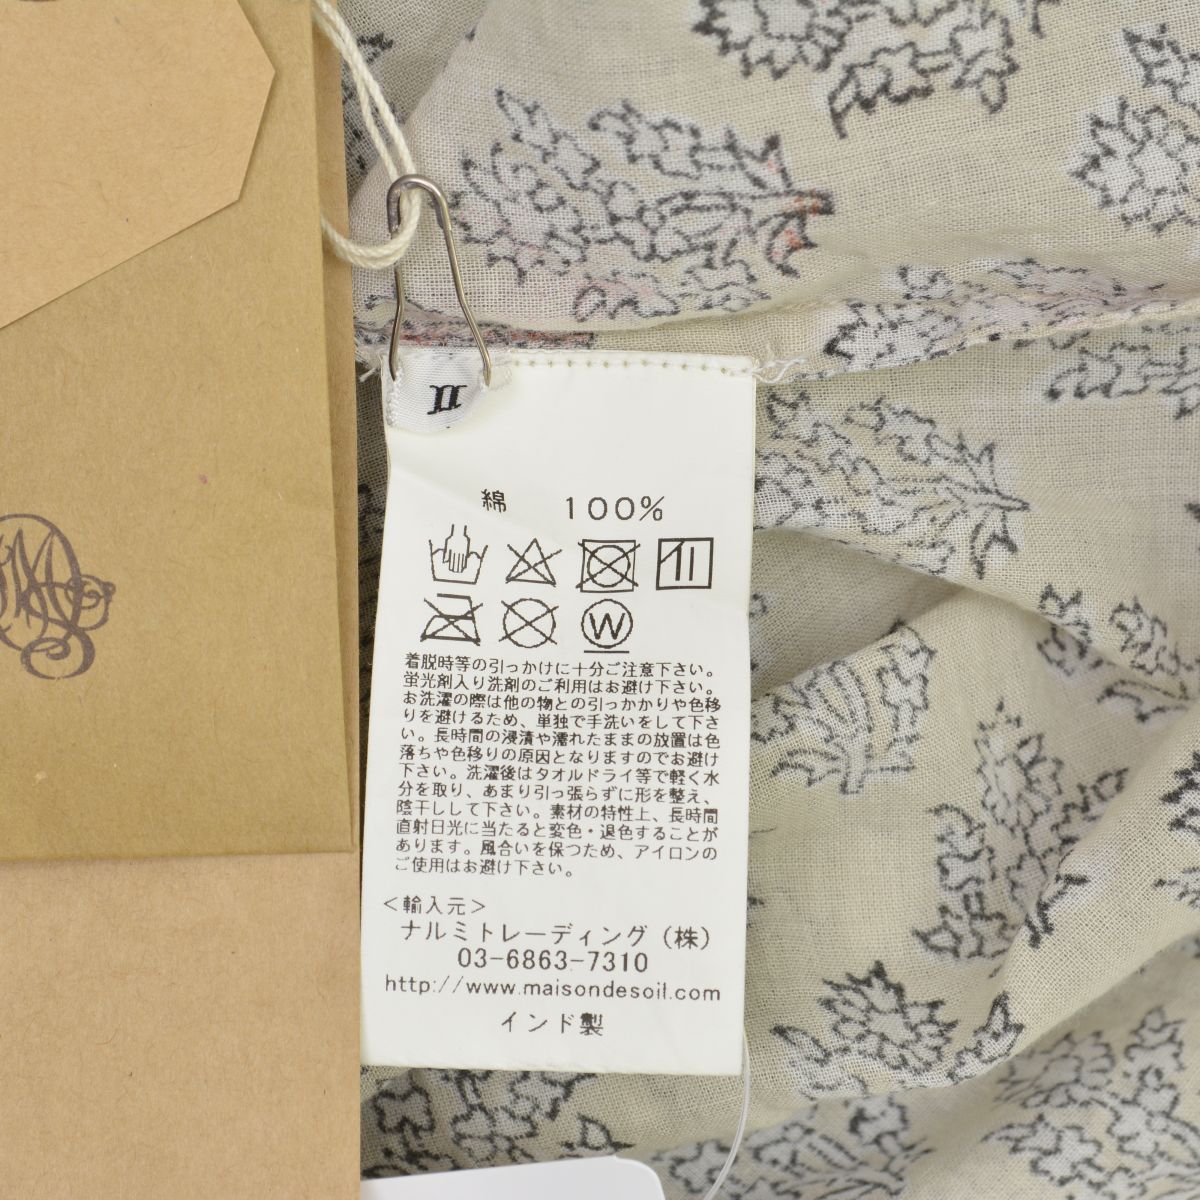 II
綿 100%
W
着脱時等の引っかけに十分ご注意下さい。
蛍光剤入り洗剤のご利用はお避け下さい。
お洗濯の際は他の物との引っかかりや色移
りを避けるため、単独で手洗いをして下さ
い。長時間の浸漬や濡れたままの放置は色
落ちや色移りの原因となりますのでお避け
下さい。洗濯後はタオルドライ等で軽く水
分を取り、あまり引っ張らずに形を整え、
陰干しして下さい。素材の特性上、長時間
直射日光に当たると変色・退色することが
あります。風合いを保つため、アイロンの
ご使用はお避け下さい。
<輸入元>
ナルミトレーディング(株)
03-6863-7310
http://www.maisondesoil.com
インド製